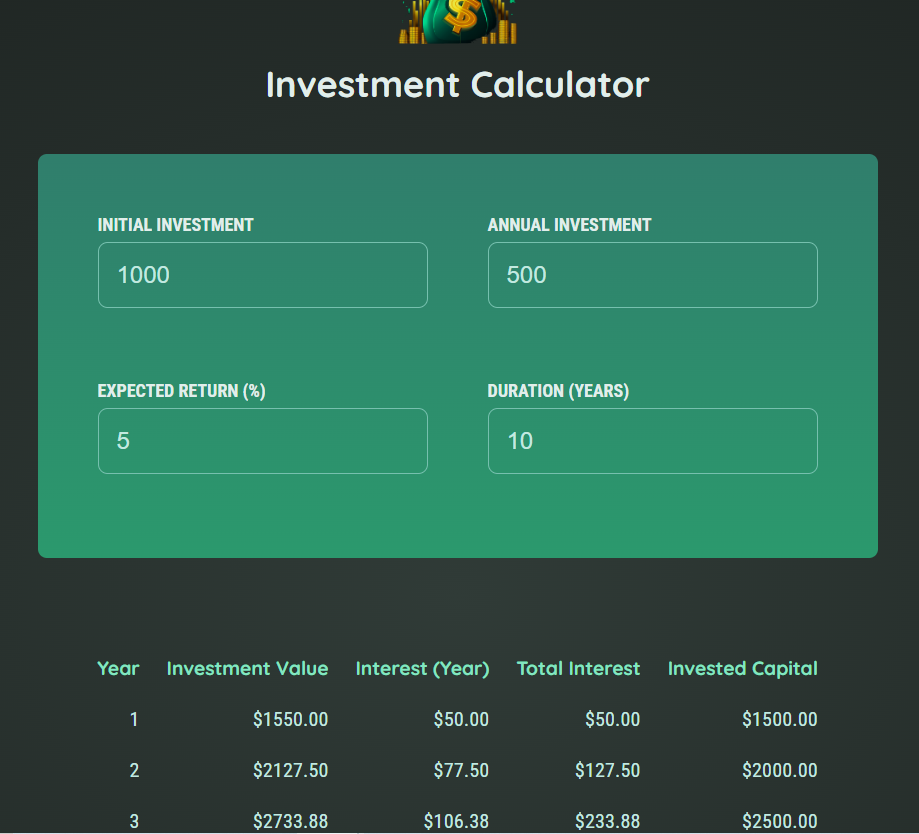 $
Investment Calculator
INITIAL INVESTMENT ANNUAL INVESTMENT
1000 500
EXPECTED RETURN (%) DURATION (YEARS)
5 10
Year Investment Value Interest (Year) Total Interest Invested Capital
1 $1550.00 $50.00 $50.00 $1500.00
2 $2127.50 $77.50 $127.50 $2000.00
3 $2733.88 $106.38 $233.88 $2500.00